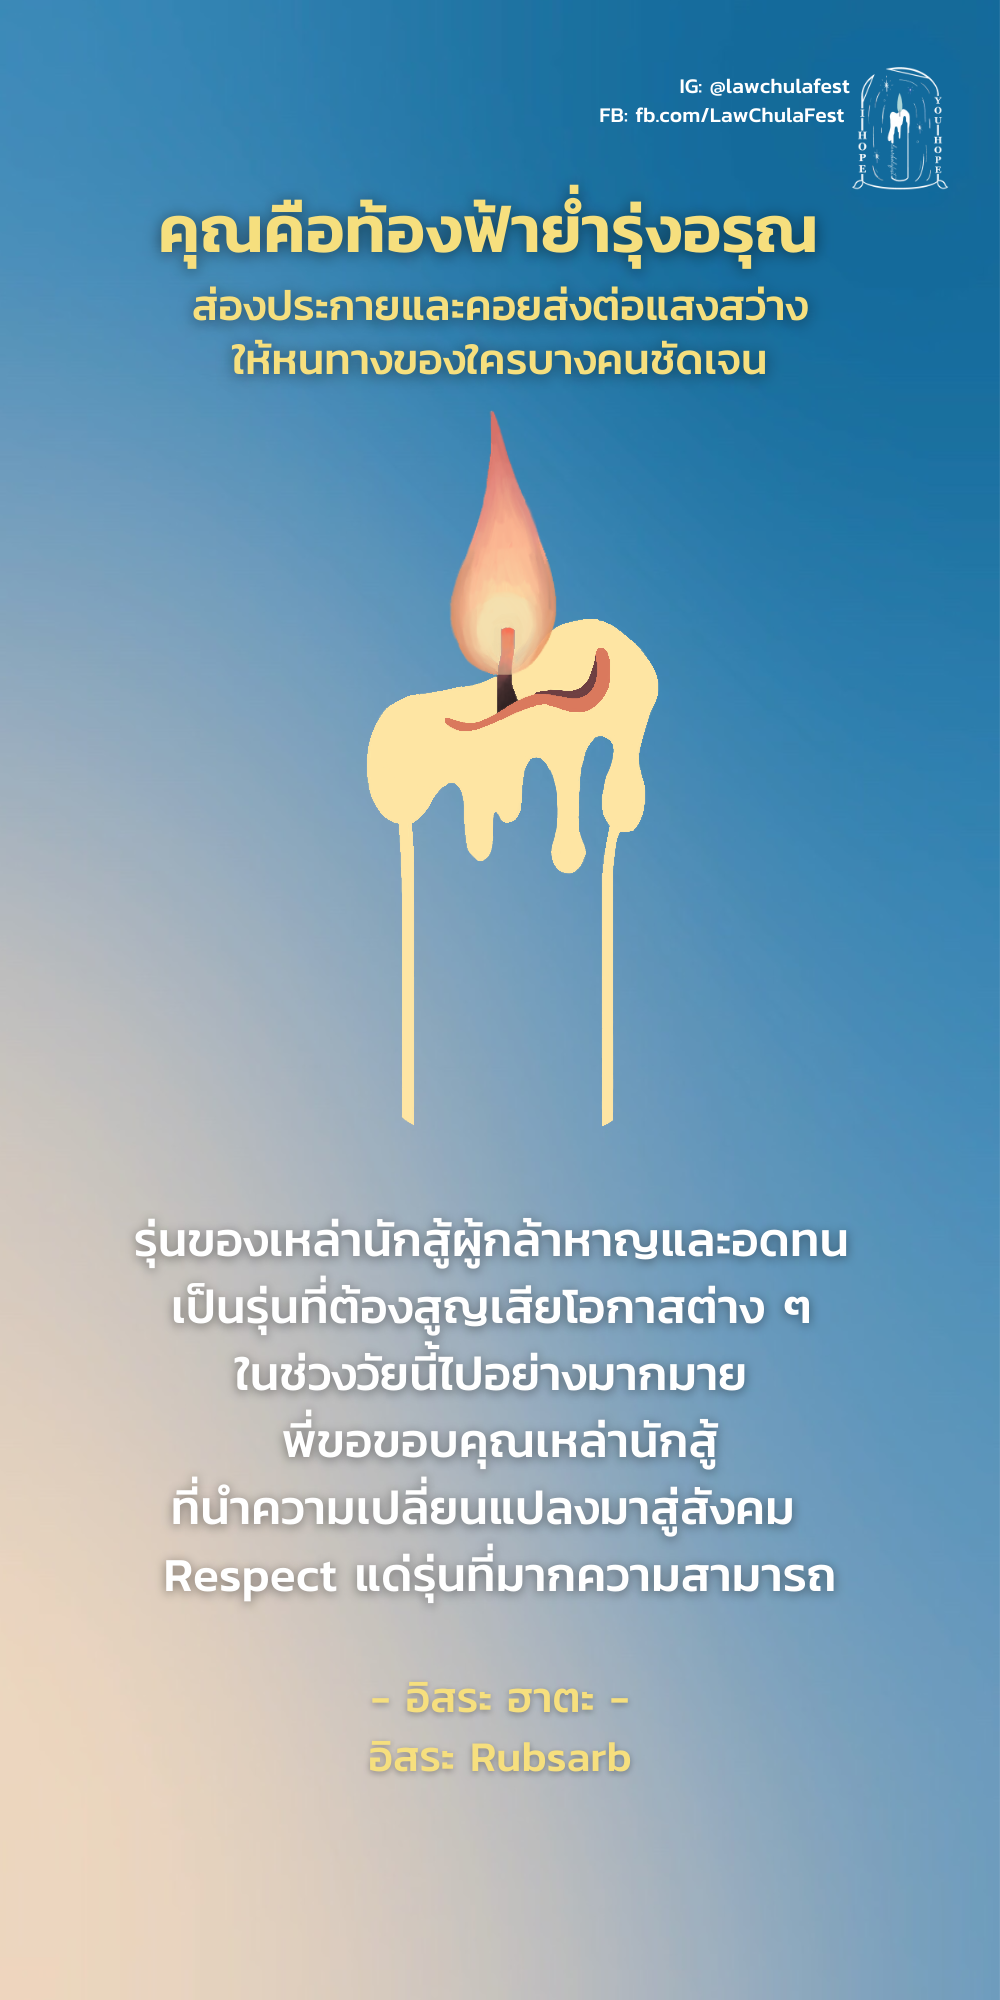 IG: @lawchulafest
FB: fb.com/LawChulaFest
I HOPE
YOU HOPE
คุณคือท้องฟ้าย่ำรุ่งอรุณ
ส่องประกายและคอยส่งต่อแสงสว่าง
ให้หนทางของใครบางคนชัดเจน
รุ่นของเหล่านักสู้ผู้กล้าหาญและอดทน
เป็นรุ่นที่ต้องสูญเสียโอกาสต่าง ๆ
ในช่วงวัยนี้ไปอย่างมากมาย
พี่ขอขอบคุณเหล่านักสู้
ที่นำความเปลี่ยนแปลงมาสู่สังคม
Respect แด่รุ่นที่มากความสามารถ
- อิสระ ฮาตะ -
อิสระ Rubsarb